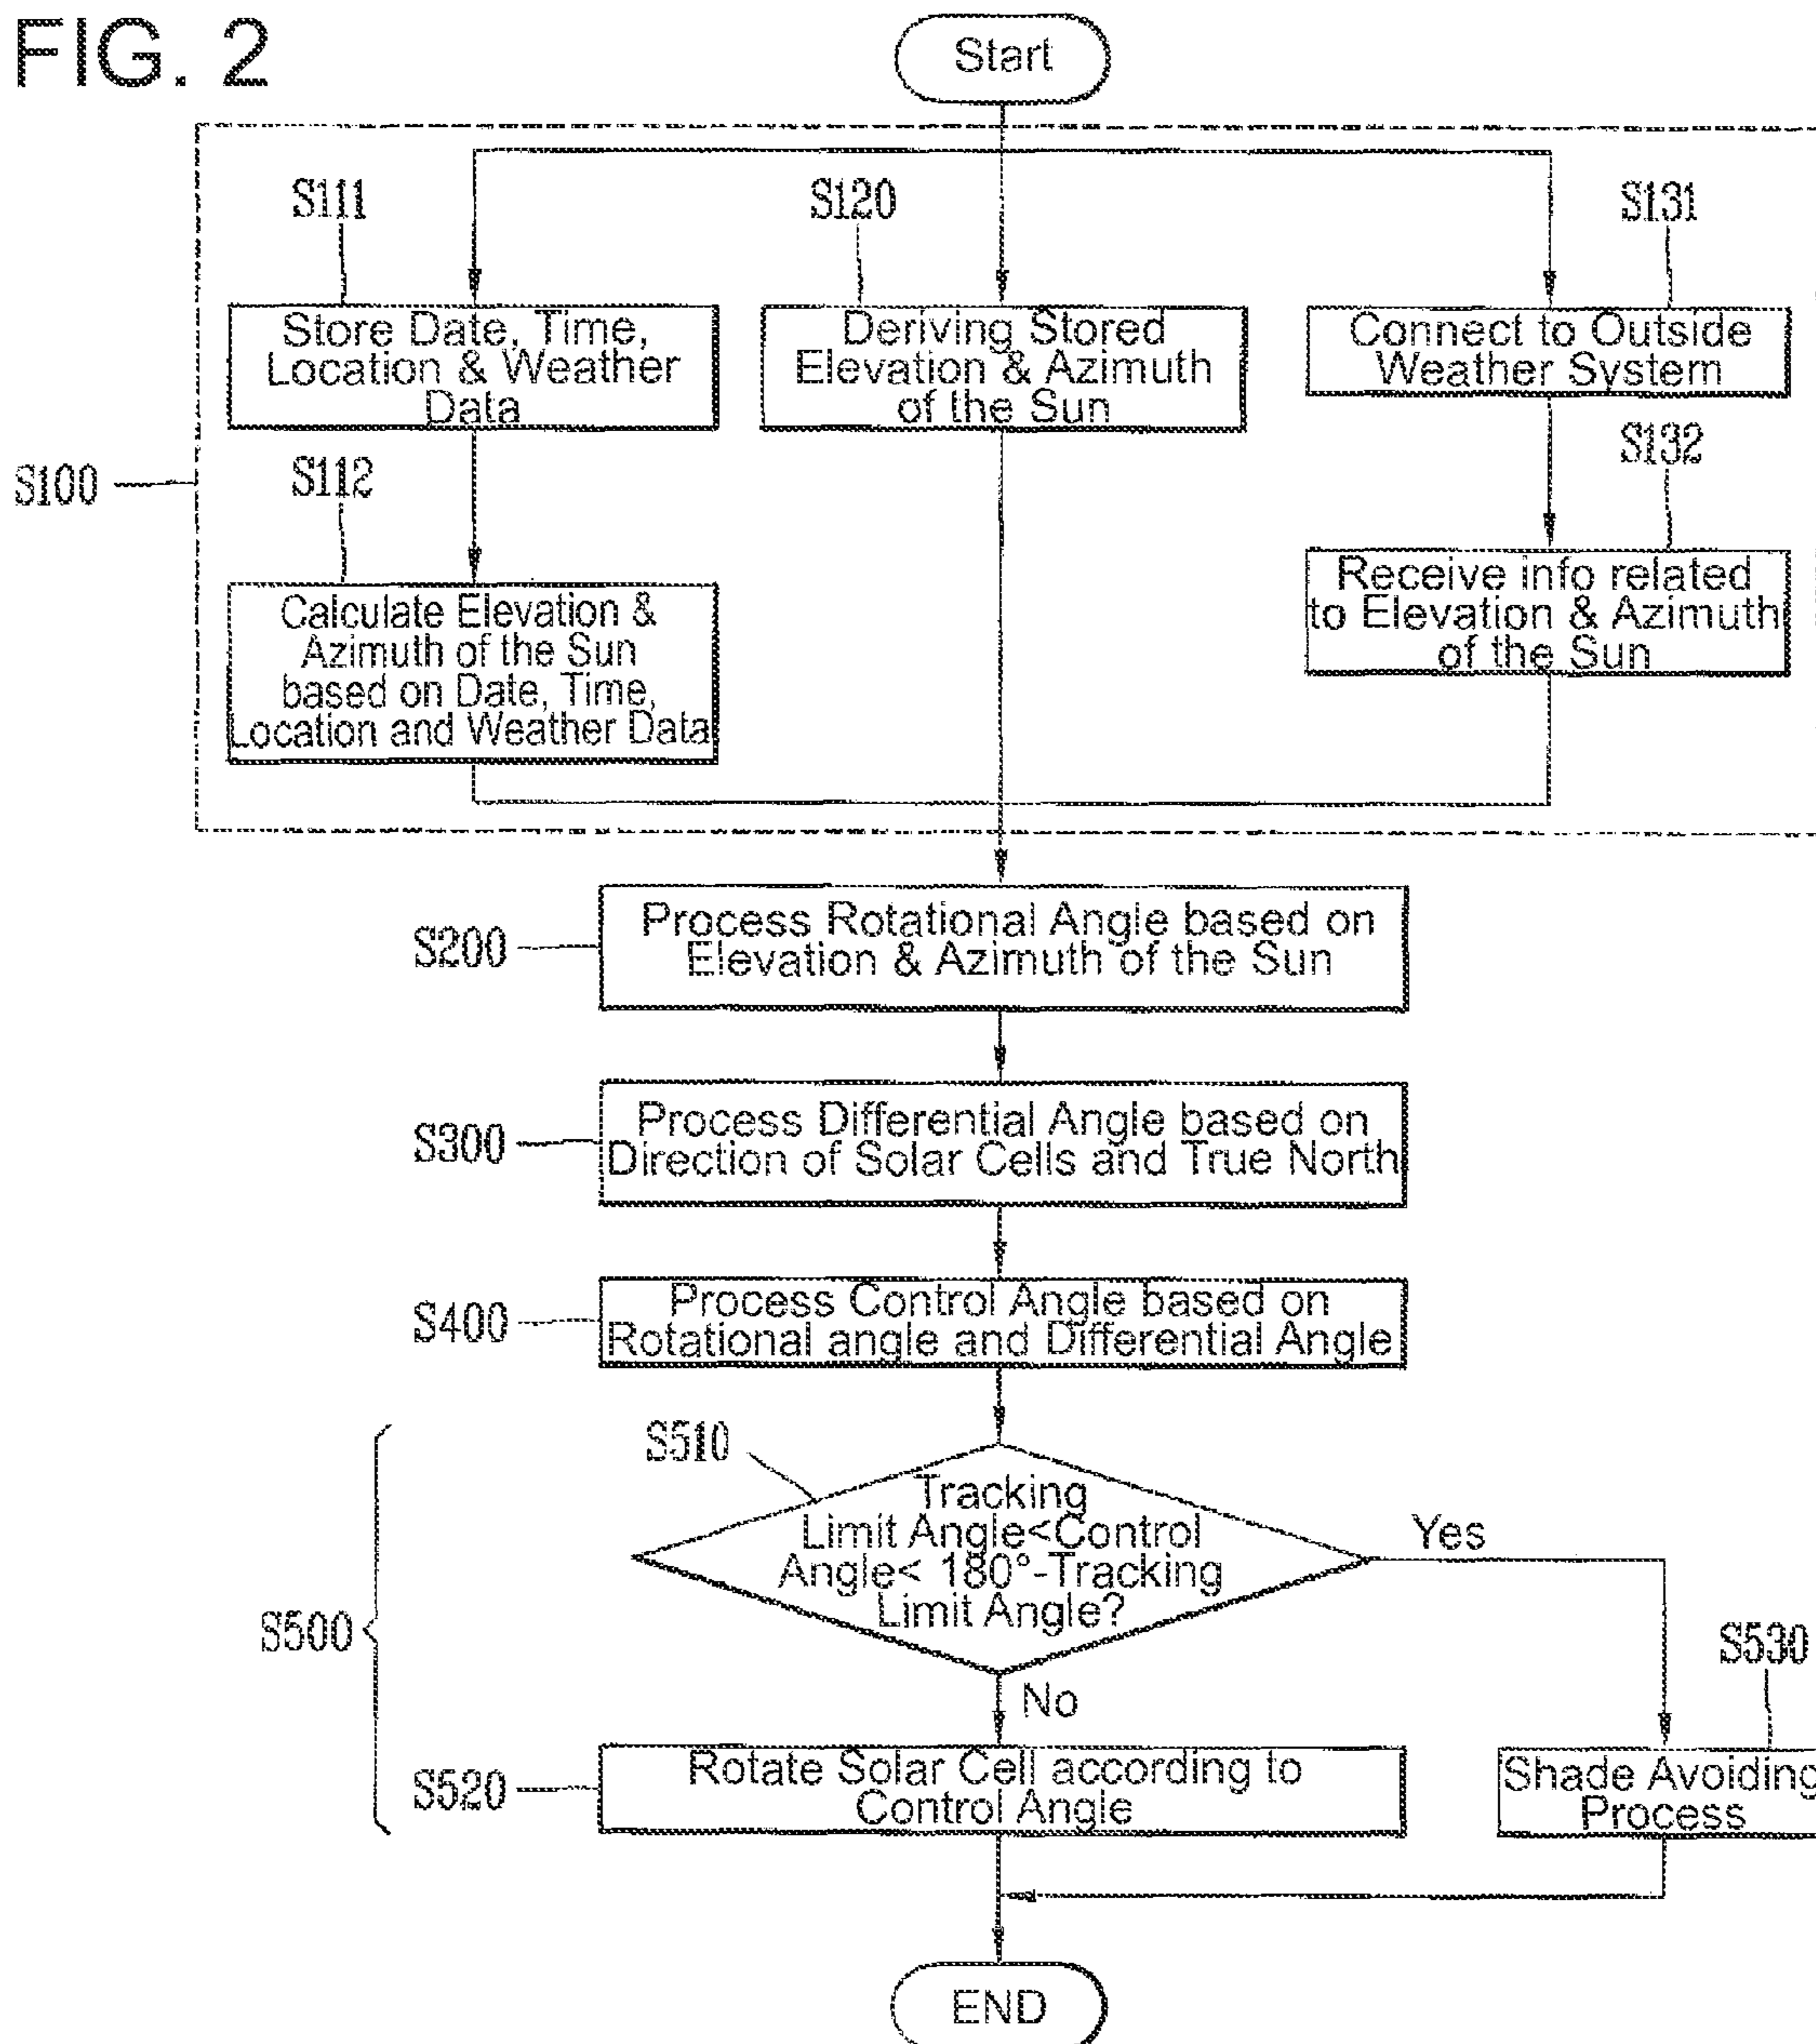 FIG. 2
Start
S111
S120
S131
Store Date, Time,
Location & Weather
Data
Deriving Stored
Elevation & Azimuth
of the Sun
Connect to Outside
Weather System
S100
S112
S132
Calculate Elevation &
Azimuth of the Sun
based on Date, Time,
Location and Weather Data
Receive info related
to Elevation & Azimuth
of the Sun
S200
Process Rotational Angle based on
Elevation & Azimuth of the Sun
S300
Process Differential Angle based on
Direction of Solar Cells and True North
S400
Process Control Angle based on
Rotational angle and Differential Angle
S500
S510
Tracking
Limit Angle<Control
Angle< 180°-Tracking
Limit Angle?
Yes
No
S530
S520
Rotate Solar Cell according to
Control Angle
Shade Avoiding
Process
END